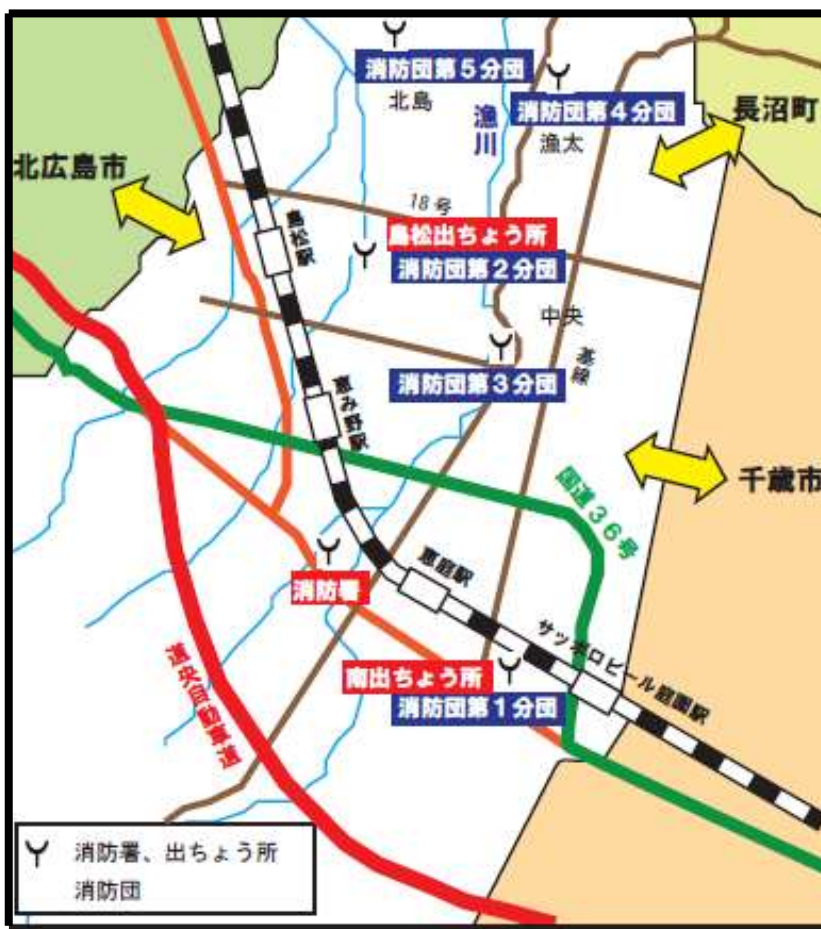 消防団第5分団
北島
漁川
消防団第4分団
漁太
長沼町
北広島市
18号
島松駅
島松出ちょう所
消防団第2分団
中央
基線
消防団第3分団
恵み野駅
国道36号
千歳市
恵庭駅
消防署
サッポロビール庭園駅
南出ちょう所
消防団第1分団
道央自動車道
消防署、出ちょう所
消防団